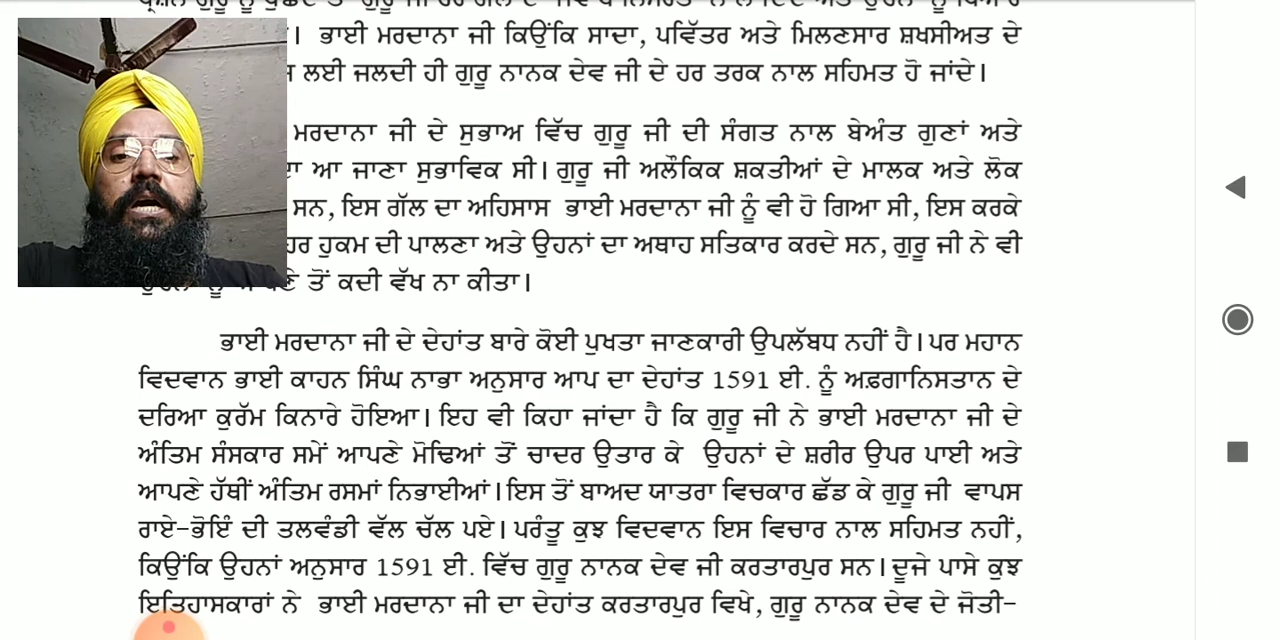 ਭਾਈ ਮਰਦਾਨਾ ਜੀ ਕਿਉਂਕਿ ਸਾਦਾ, ਪਵਿੱਤਰ ਅਤੇ ਮਿਲਣਸਾਰ ਸ਼ਖਸੀਅਤ ਦੇ
ਲਈ ਜਲਦੀ ਹੀ ਗੁਰੂ ਨਾਨਕ ਦੇਵ ਜੀ ਦੇ ਹਰ ਤਰਕ ਨਾਲ ਸਹਿਮਤ ਹੋ ਜਾਂਦੇ।
ਮਰਦਾਨਾ ਜੀ ਦੇ ਸੁਭਾਅ ਵਿੱਚ ਗੁਰੂ ਜੀ ਦੀ ਸੰਗਤ ਨਾਲ ਬੇਅੰਤ ਗੁਣਾਂ ਅਤੇ
ਆ ਜਾਣਾ ਸੁਭਾਵਿਕ ਸੀ। ਗੁਰੂ ਜੀ ਅਲੌਕਿਕ ਸ਼ਕਤੀਆਂ ਦੇ ਮਾਲਕ ਅਤੇ ਲੋਕ
ਸਨ, ਇਸ ਗੱਲ ਦਾ ਅਹਿਸਾਸ ਭਾਈ ਮਰਦਾਨਾ ਜੀ ਨੂੰ ਵੀ ਹੋ ਗਿਆ ਸੀ, ਇਸ ਕਰਕੇ
ਹਰ ਹੁਕਮ ਦੀ ਪਾਲਣਾ ਅਤੇ ਉਹਨਾਂ ਦਾ ਅਥਾਹ ਸਤਿਕਾਰ ਕਰਦੇ ਸਨ, ਗੁਰੂ ਜੀ ਨੇ ਵੀ
ਤੋਂ ਕਦੀ ਵੱਖ ਨਾ ਕੀਤਾ।
ਭਾਈ ਮਰਦਾਨਾ ਜੀ ਦੇ ਦੇਹਾਂਤ ਬਾਰੇ ਕੋਈ ਪੁਖਤਾ ਜਾਣਕਾਰੀ ਉਪਲੱਬਧ ਨਹੀਂ ਹੈ। ਪਰ ਮਹਾਨ
ਵਿਦਵਾਨ ਭਾਈ ਕਾਹਨ ਸਿੰਘ ਨਾਭਾ ਅਨੁਸਾਰ ਆਪ ਦਾ ਦੇਹਾਂਤ 1591 ਈ. ਨੂੰ ਅਫ਼ਗਾਨਿਸਤਾਨ ਦੇ
ਦਰਿਆ ਕੁਰੱਮ ਕਿਨਾਰੇ ਹੋਇਆ। ਇਹ ਵੀ ਕਿਹਾ ਜਾਂਦਾ ਹੈ ਕਿ ਗੁਰੂ ਜੀ ਨੇ ਭਾਈ ਮਰਦਾਨਾ ਜੀ ਦੇ
ਅੰਤਿਮ ਸੰਸਕਾਰ ਸਮੇਂ ਆਪਣੇ ਮੋਢਿਆਂ ਤੋਂ ਚਾਦਰ ਉਤਾਰ ਕੇ ਉਹਨਾਂ ਦੇ ਸ਼ਰੀਰ ਉਪਰ ਪਾਈ ਅਤੇ
ਆਪਣੇ ਹੱਥੀਂ ਅੰਤਿਮ ਰਸਮਾਂ ਨਿਭਾਈਆਂ। ਇਸ ਤੋਂ ਬਾਅਦ ਯਾਤਰਾ ਵਿਚਕਾਰ ਛੱਡ ਕੇ ਗੁਰੂ ਜੀ ਵਾਪਸ
ਰਾਏ-ਭੋਇੰ ਦੀ ਤਲਵੰਡੀ ਵੱਲ ਚੱਲ ਪਏ। ਪਰੰਤੂ ਕੁਝ ਵਿਦਵਾਨ ਇਸ ਵਿਚਾਰ ਨਾਲ ਸਹਿਮਤ ਨਹੀਂ,
ਕਿਉਂਕਿ ਉਹਨਾਂ ਅਨੁਸਾਰ 1591 ਈ. ਵਿੱਚ ਗੁਰੂ ਨਾਨਕ ਦੇਵ ਜੀ ਕਰਤਾਰਪੁਰ ਸਨ। ਦੂਜੇ ਪਾਸੇ ਕੁਝ
ਇਤਿਹਾਸਕਾਰਾਂ ਨੇ ਭਾਈ ਮਰਦਾਨਾ ਜੀ ਦਾ ਦੇਹਾਂਤ ਕਰਤਾਰਪੁਰ ਵਿਖੇ, ਗੁਰੂ ਨਾਨਕ ਦੇਵ ਦੇ ਜੋਤੀ-